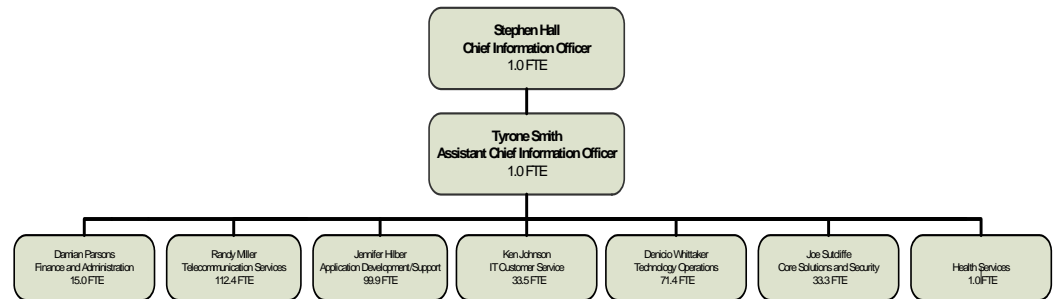 Stephen Hall
Chief Information Officer
1.0 FTE
Tyrone Smith
Assistant Chief Information Officer
1.0 FTE
Damian Parsons
Finance and Administration
15.0 FTE
Randy Miller
Telecommunication Services
112.4 FTE
Jennifer Hilber
Application Development/Support
99.9 FTE
Ken Johnson
IT Customer Service
33.5 FTE
Denicio Whittaker
Technology Operations
71.4 FTE
Joe Sutcliffe
Core Solutions and Security
33.3 FTE
Health Services
1.0 FTE